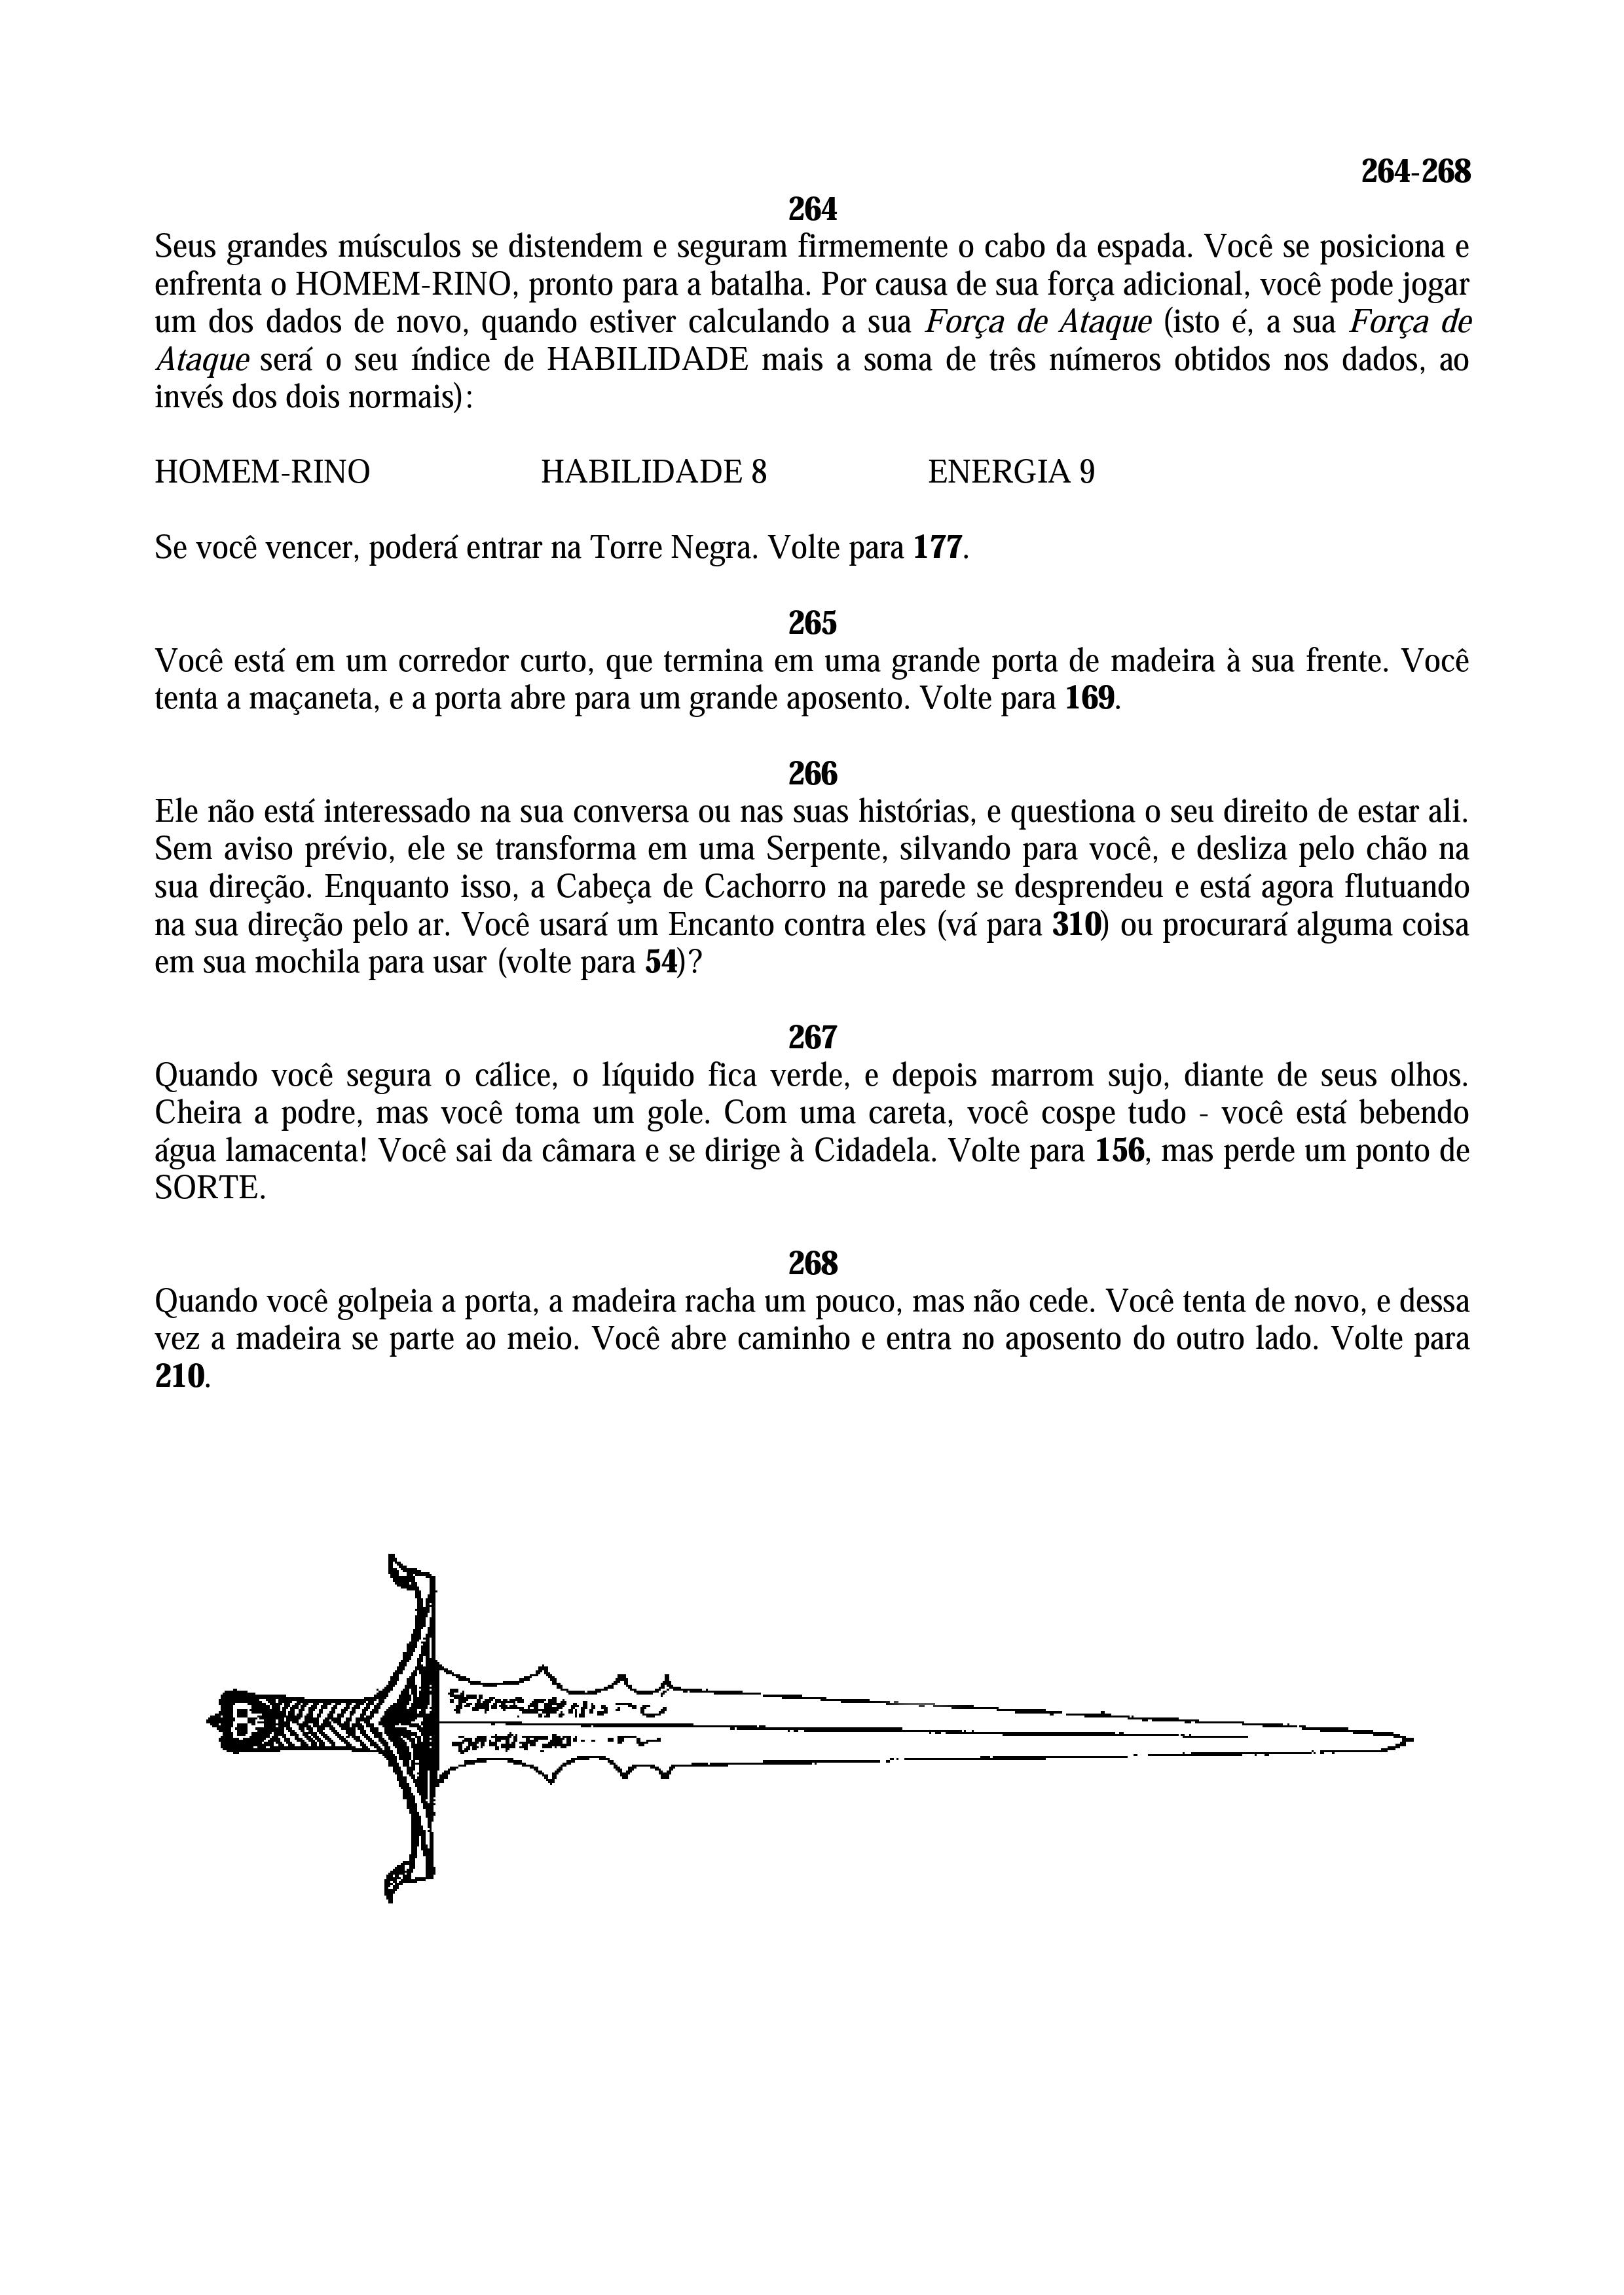 264-268
264
Seus grandes músculos se distendem e seguram firmemente o cabo da espada. Você se posiciona e
enfrenta o HOMEM-RINO, pronto para a batalha. Por causa de sua força adicional, você pode jogar
um dos dados de novo, quando estiver calculando a sua Força de Ataque (isto é, a sua Força de
Ataque será o seu índice de HABILIDADE mais a soma de três números obtidos nos dados, ao
invés dos dois normais):
HOMEM-RINO HABILIDADE 8 ENERGIA 9
Se você vencer, poderá entrar na Torre Negra. Volte para 177.
265
Você está em um corredor curto, que termina em uma grande porta de madeira à sua frente. Você
tenta a maçaneta, e a porta abre para um grande aposento. Volte para 169.
266
Ele não está interessado na sua conversa ou nas suas histórias, e questiona o seu direito de estar ali.
Sem aviso prévio, ele se transforma em uma Serpente, silvando para você, e desliza pelo chão na
sua direção. Enquanto isso, a Cabeça de Cachorro na parede se desprendeu e está agora flutuando
na sua direção pelo ar. Você usará um Encanto contra eles (vá para 310) ou procurará alguma coisa
em sua mochila para usar (volte para 54)?
267
Quando você segura o cálice, o líquido fica verde, e depois marrom sujo, diante de seus olhos.
Cheira a podre, mas você toma um gole. Com uma careta, você cospe tudo - você está bebendo
água lamacenta! Você sai da câmara e se dirige à Cidadela. Volte para 156, mas perde um ponto de
SORTE.
268
Quando você golpeia a porta, a madeira racha um pouco, mas não cede. Você tenta de novo, e dessa
vez a madeira se parte ao meio. Você abre caminho e entra no aposento do outro lado. Volte para
210.